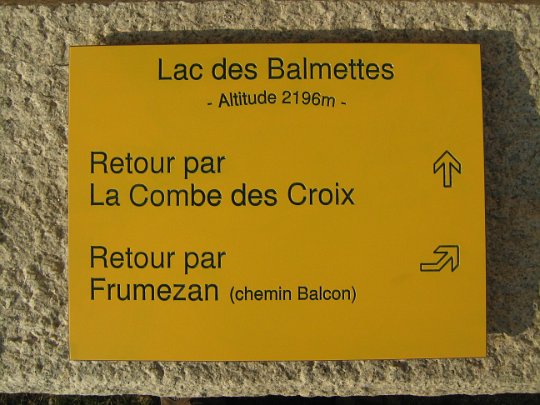 Lac des Balmettes
- Altitude 2196m -
Retour par
La Combe des Croix
Retour par
Frumezan (chemin Balcon)